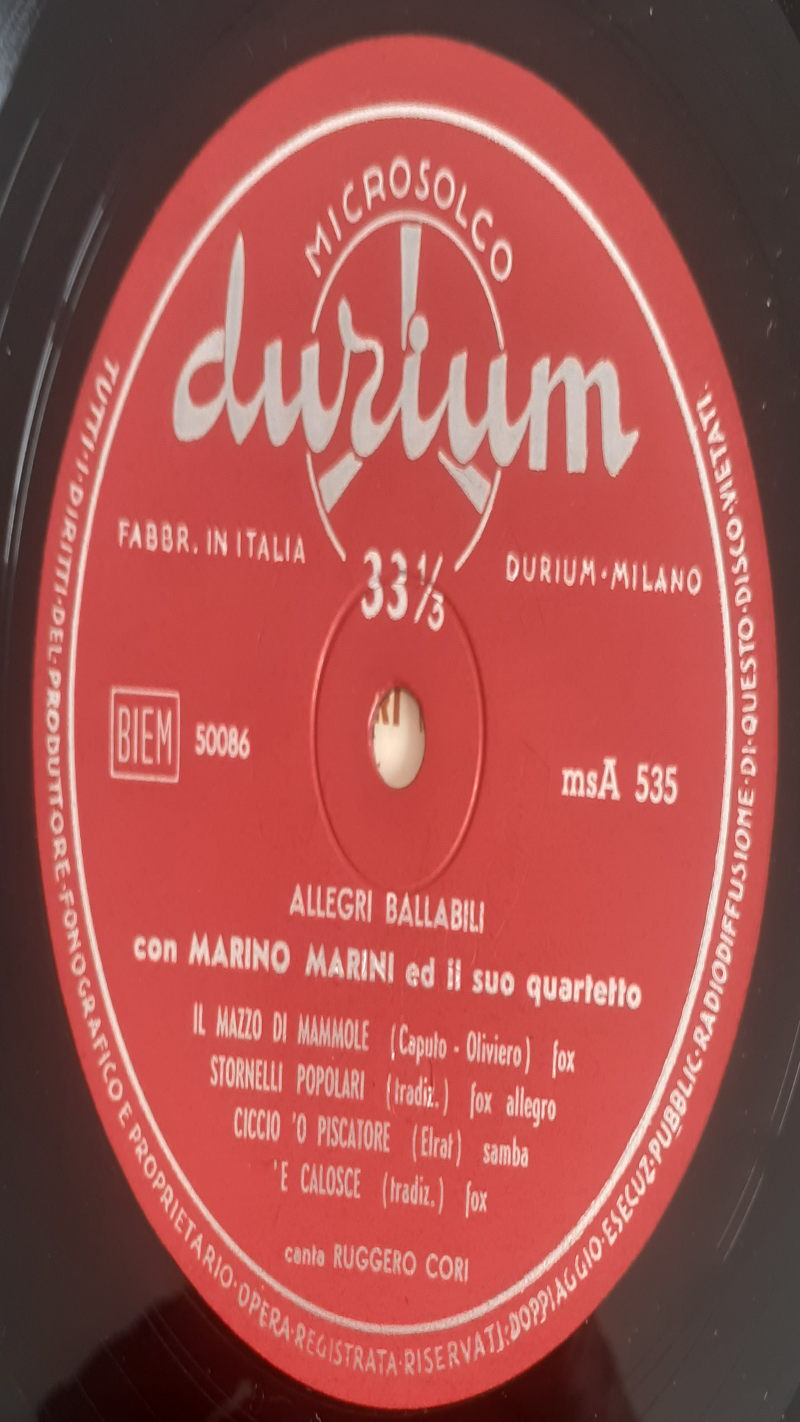 MICROSOLCO
durium
FABBR. IN ITALIA
DURIUM·MILANO
33 1/3
BIEM 50086
msA 535
ALLEGRI BALLABILI
con MARINO MARINI ed il suo quartetto
IL MAZZO DI MAMMOLE (Caputo - Oliviero) fox
STORNELLI POPOLARI (tradiz.) fox allegro
CICCIO 'O PISCATORE (Elrat) samba
'E CALOSCE (tradiz.) fox
canta RUGGERO CORI
TUTTI·I·DIRITTI·DEL·PRODUTTORE·FONOGRAFICO E PROPRIETARIO·OPERA·REGISTRATA·RISERVATI·DOPPIAGGIO·ESECUZ·PUBBLIC·RADIODIFFUSIONE·DI·QUESTO·DISCO·VIETATI.